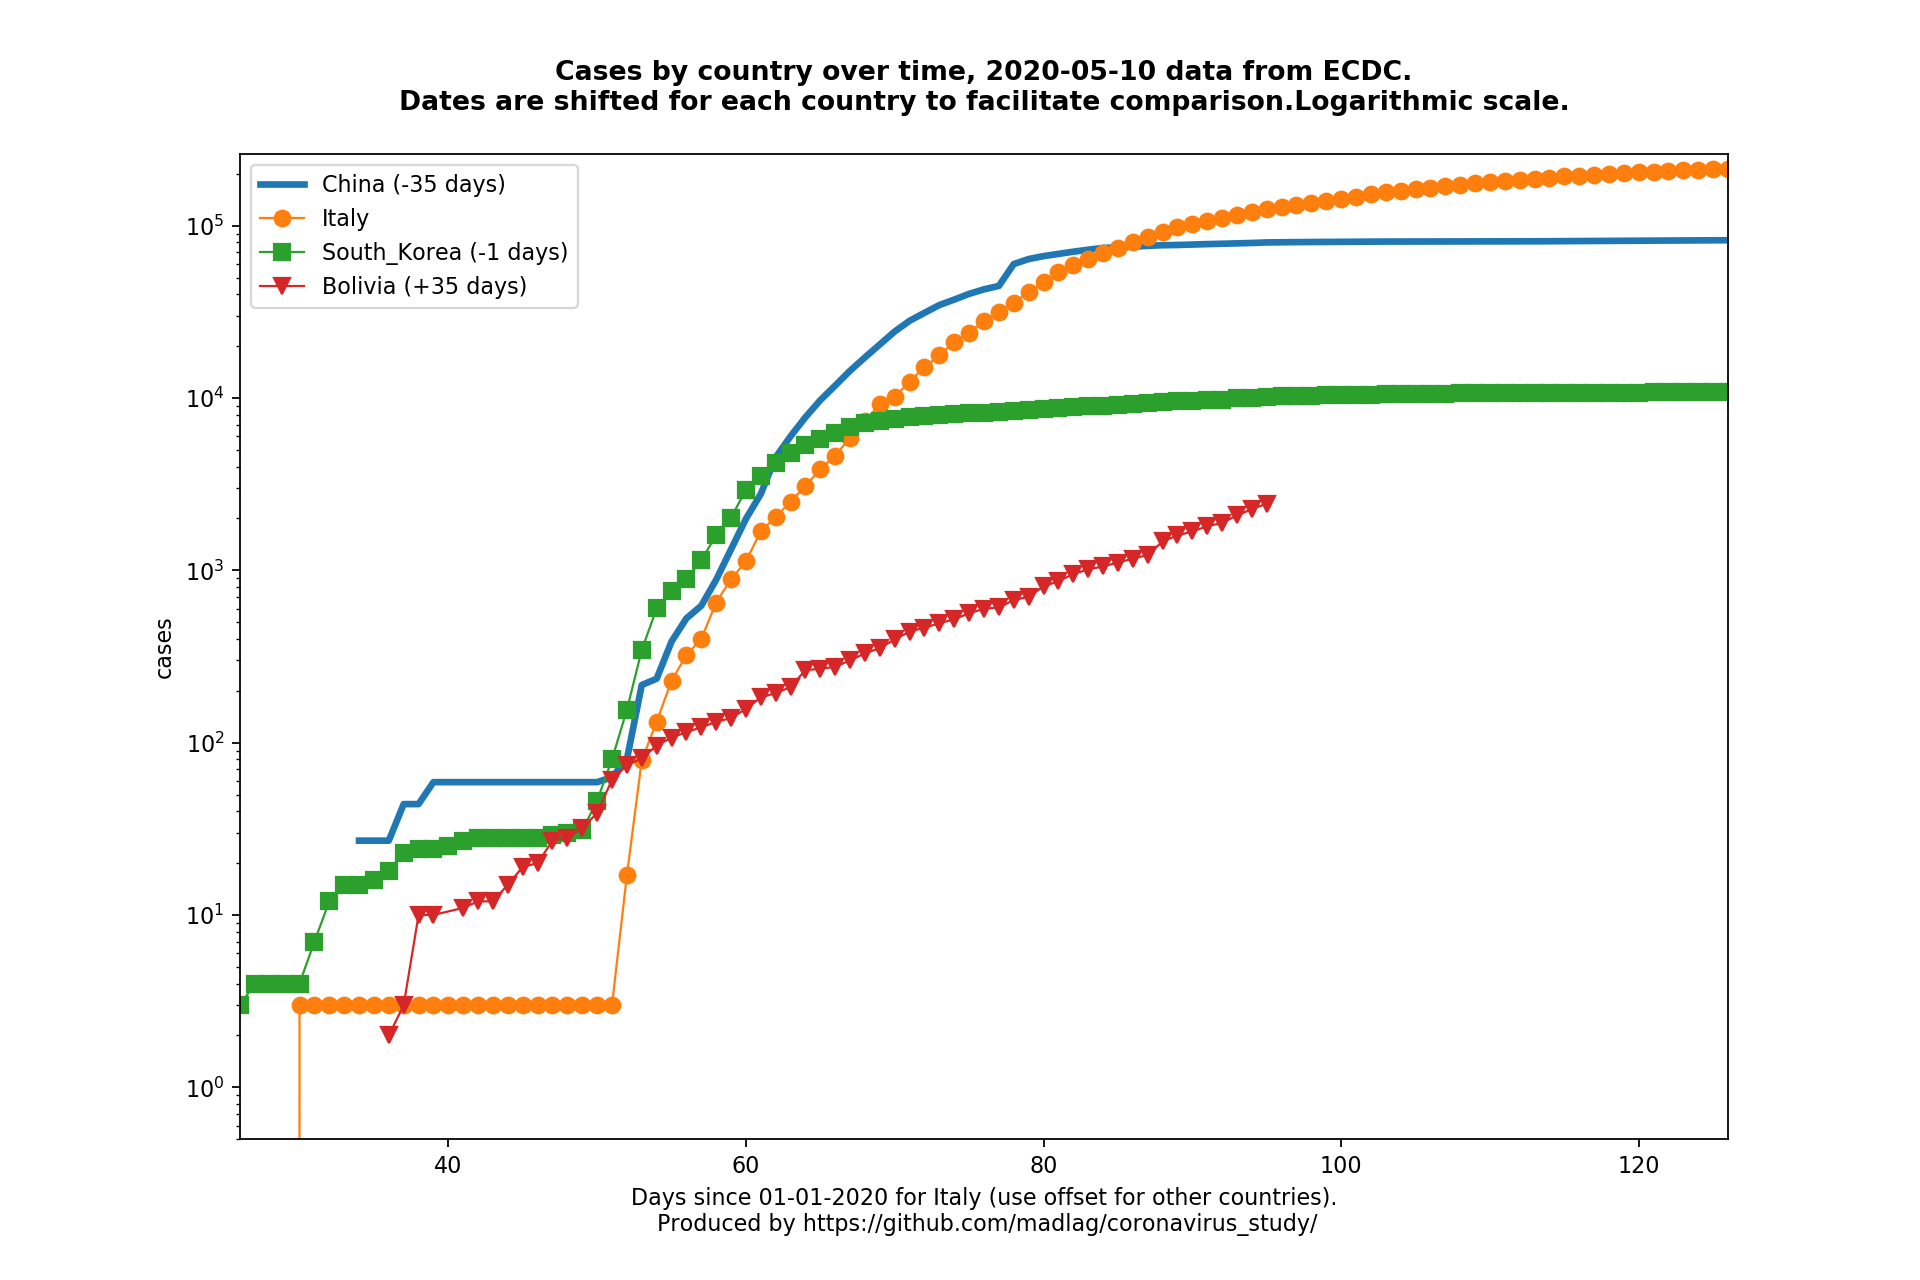 Cases by country over time, 2020-05-10 data from ECDC.
Dates are shifted for each country to facilitate comparison.Logarithmic scale.
China (-35 days)
Italy
South_Korea (-1 days)
Bolivia (+35 days)
10^5
10^4
10^3
10^2
10^1
10^0
cases
40 60 80 100 120
Days since 01-01-2020 for Italy (use offset for other countries).
Produced by https://github.com/madlag/coronavirus_study/